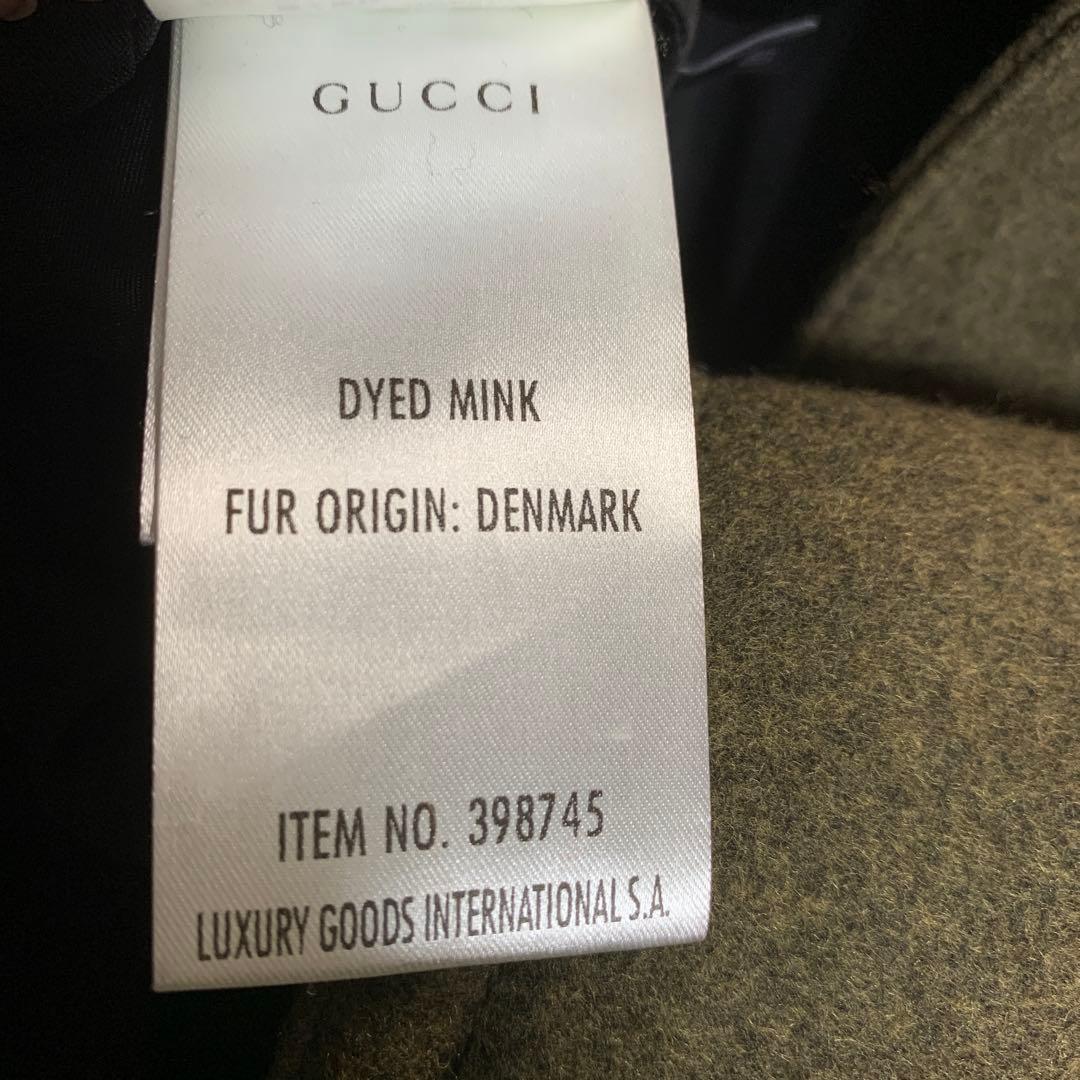 GUCCI
DYED MINK
FUR ORIGIN: DENMARK
ITEM NO. 398745
LUXURY GOODS INTERNATIONAL S.A.